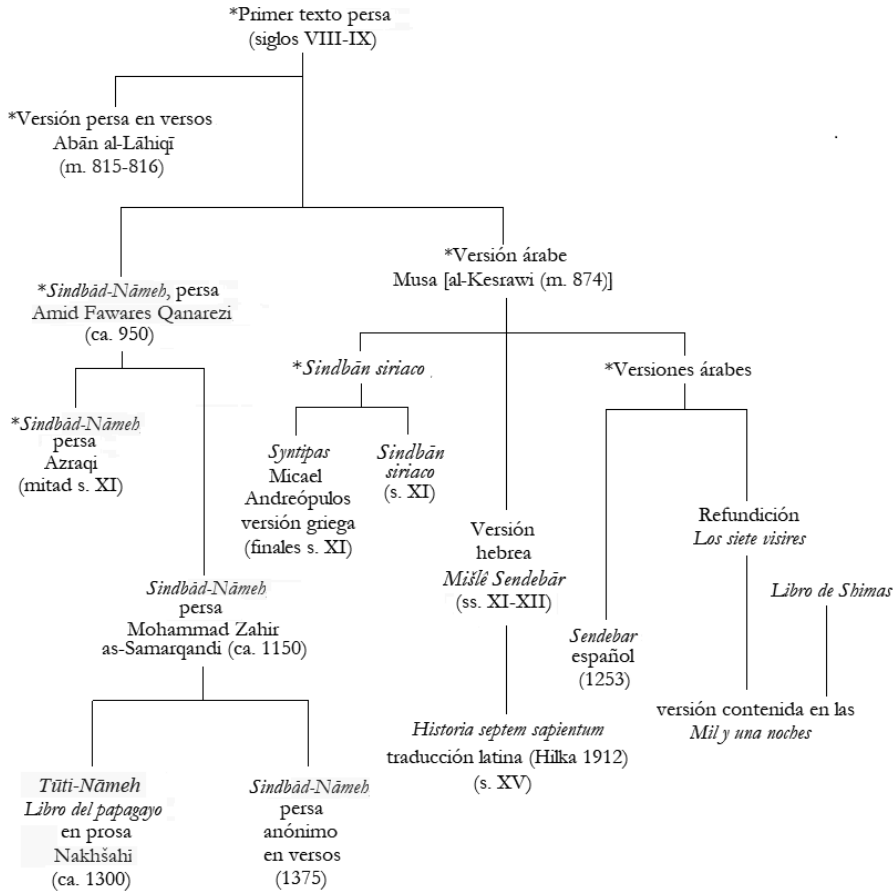 *Primer texto persa
(siglos VIII-IX)
*Versión persa en versos
Abān al-Lāhiqī
(m. 815-816)
*Versión árabe
Musa [al-Kesrawi (m. 874)]
*Sindbād-Nāmeh, persa
Amid Fawares Qanarezi
(ca. 950)
*Sindbān siriaco
*Versiones árabes
*Sindbād-Nāmeh
persa
Azraqi
(mitad s. XI)
Syntipas
Micael
Andreópulos
versión griega
(finales s. XI)
Sindbān
siriaco
(s. XI)
Versión
hebrea
Mišlê Sendebār
(ss. XI-XII)
Refundición
Los siete visires
Libro de Shimas
Sindbād-Nāmeh
persa
Mohammad Zahir
as-Samarqandi (ca. 1150)
Sendebar
español
(1253)
versión contenida en las
Mil y una noches
Historia septem sapientum
traducción latina (Hilka 1912)
(s. XV)
Tūti-Nāmeh
Libro del papagayo
en prosa
Nakhšahi
(ca. 1300)
Sindbād-Nāmeh
persa
anónimo
en versos
(1375)